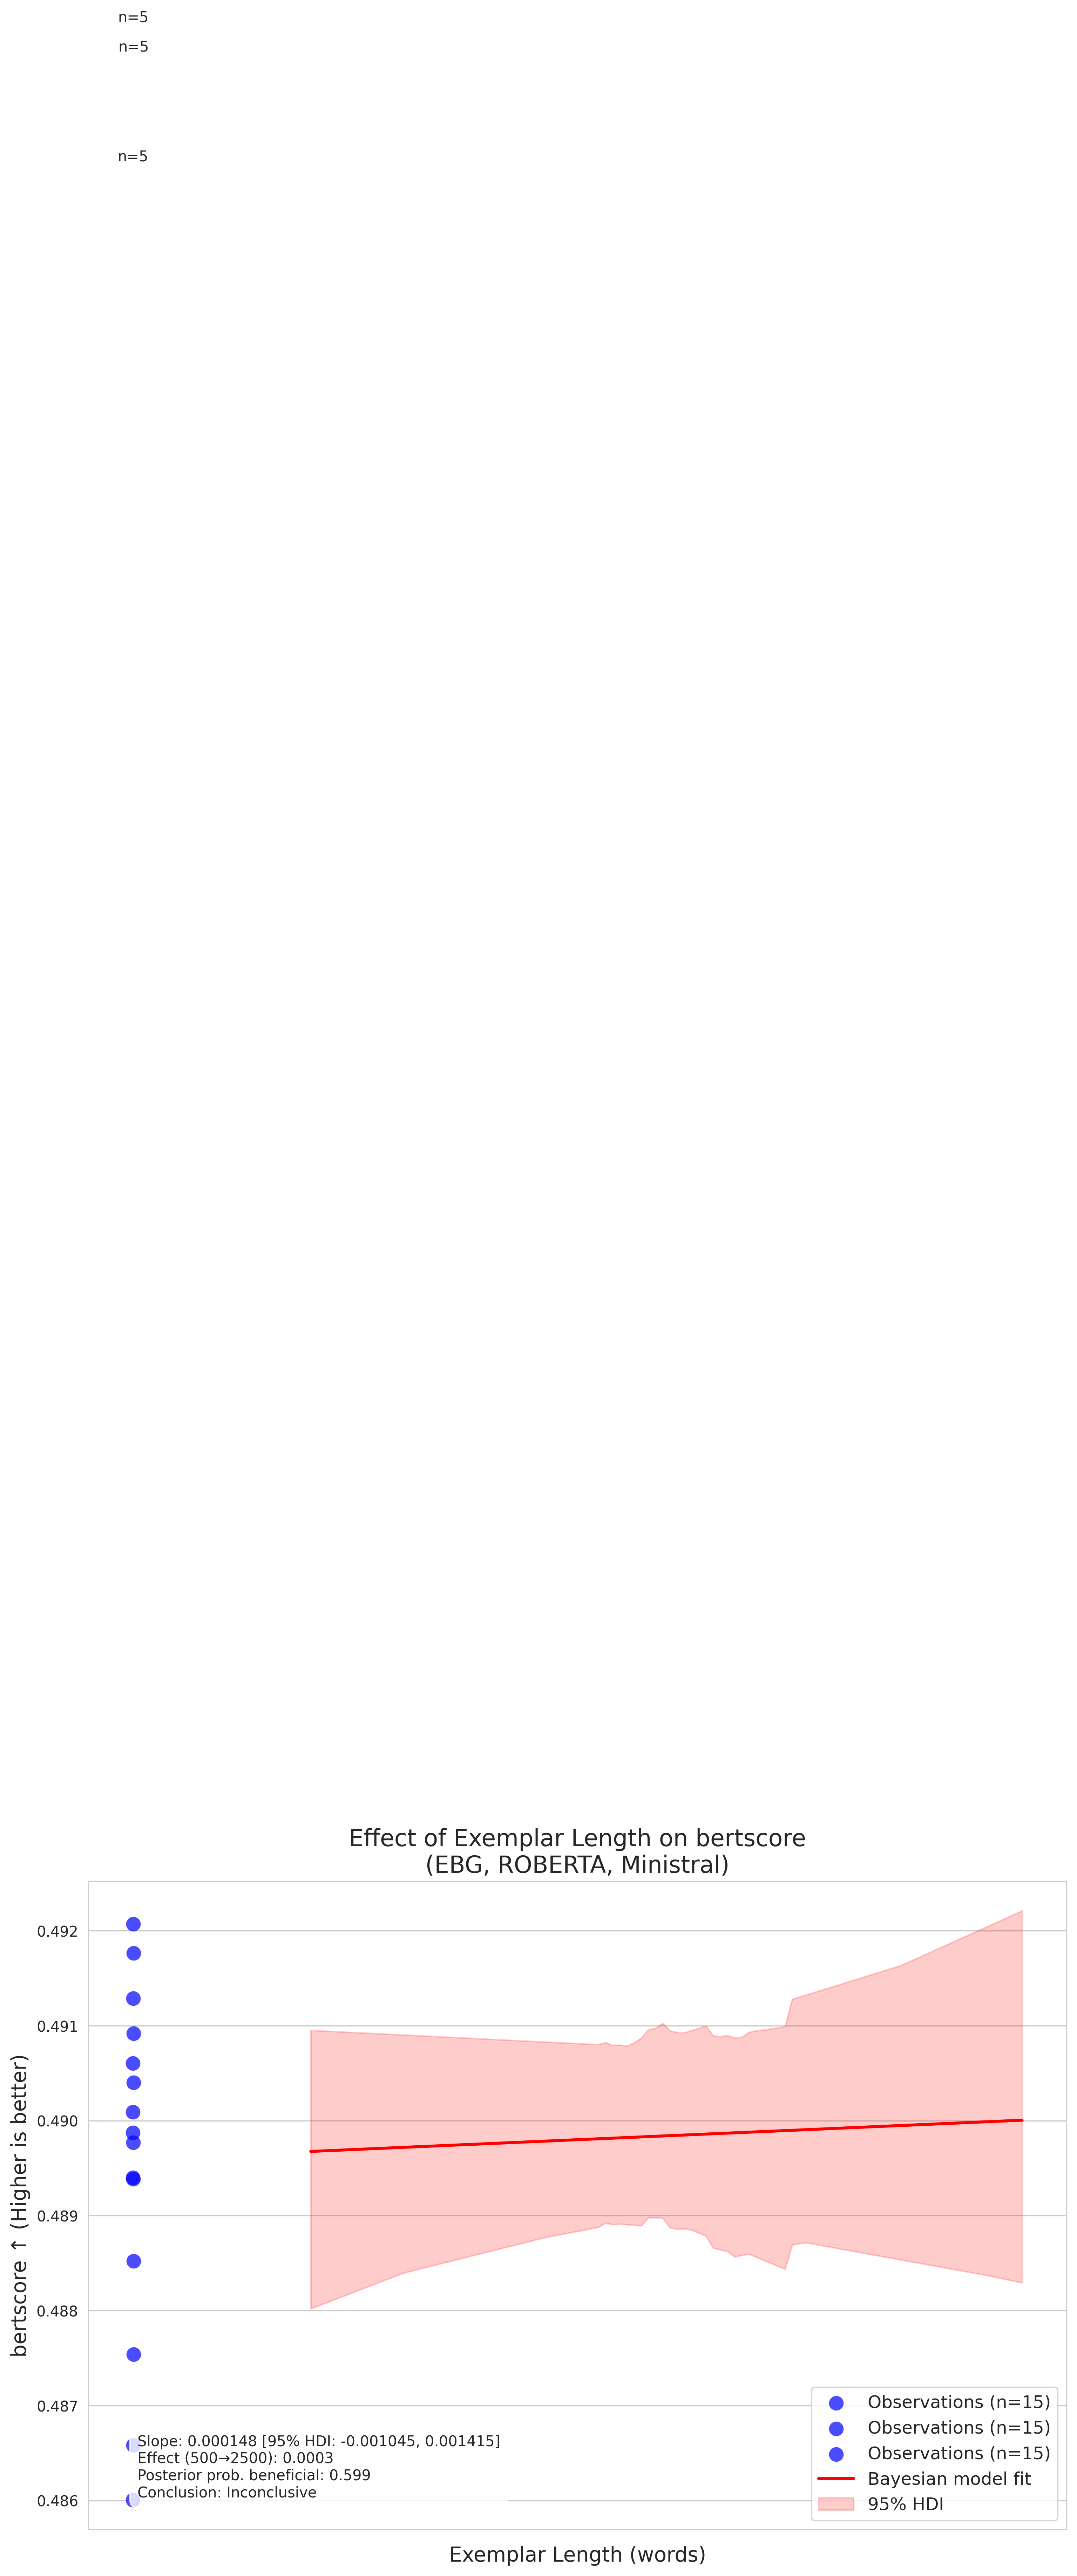 n=5
n=5
n=5
Effect of Exemplar Length on bertscore
(EBG, ROBERTA, Ministral)
bertscore ↑ (Higher is better)
0.492
0.491
0.490
0.489
0.488
0.487
0.486
Slope: 0.000148 [95% HDI: -0.001045, 0.001415]
Effect (500→2500): 0.0003
Posterior prob. beneficial: 0.599
Conclusion: Inconclusive
Observations (n=15)
Observations (n=15)
Observations (n=15)
Bayesian model fit
95% HDI
Exemplar Length (words)